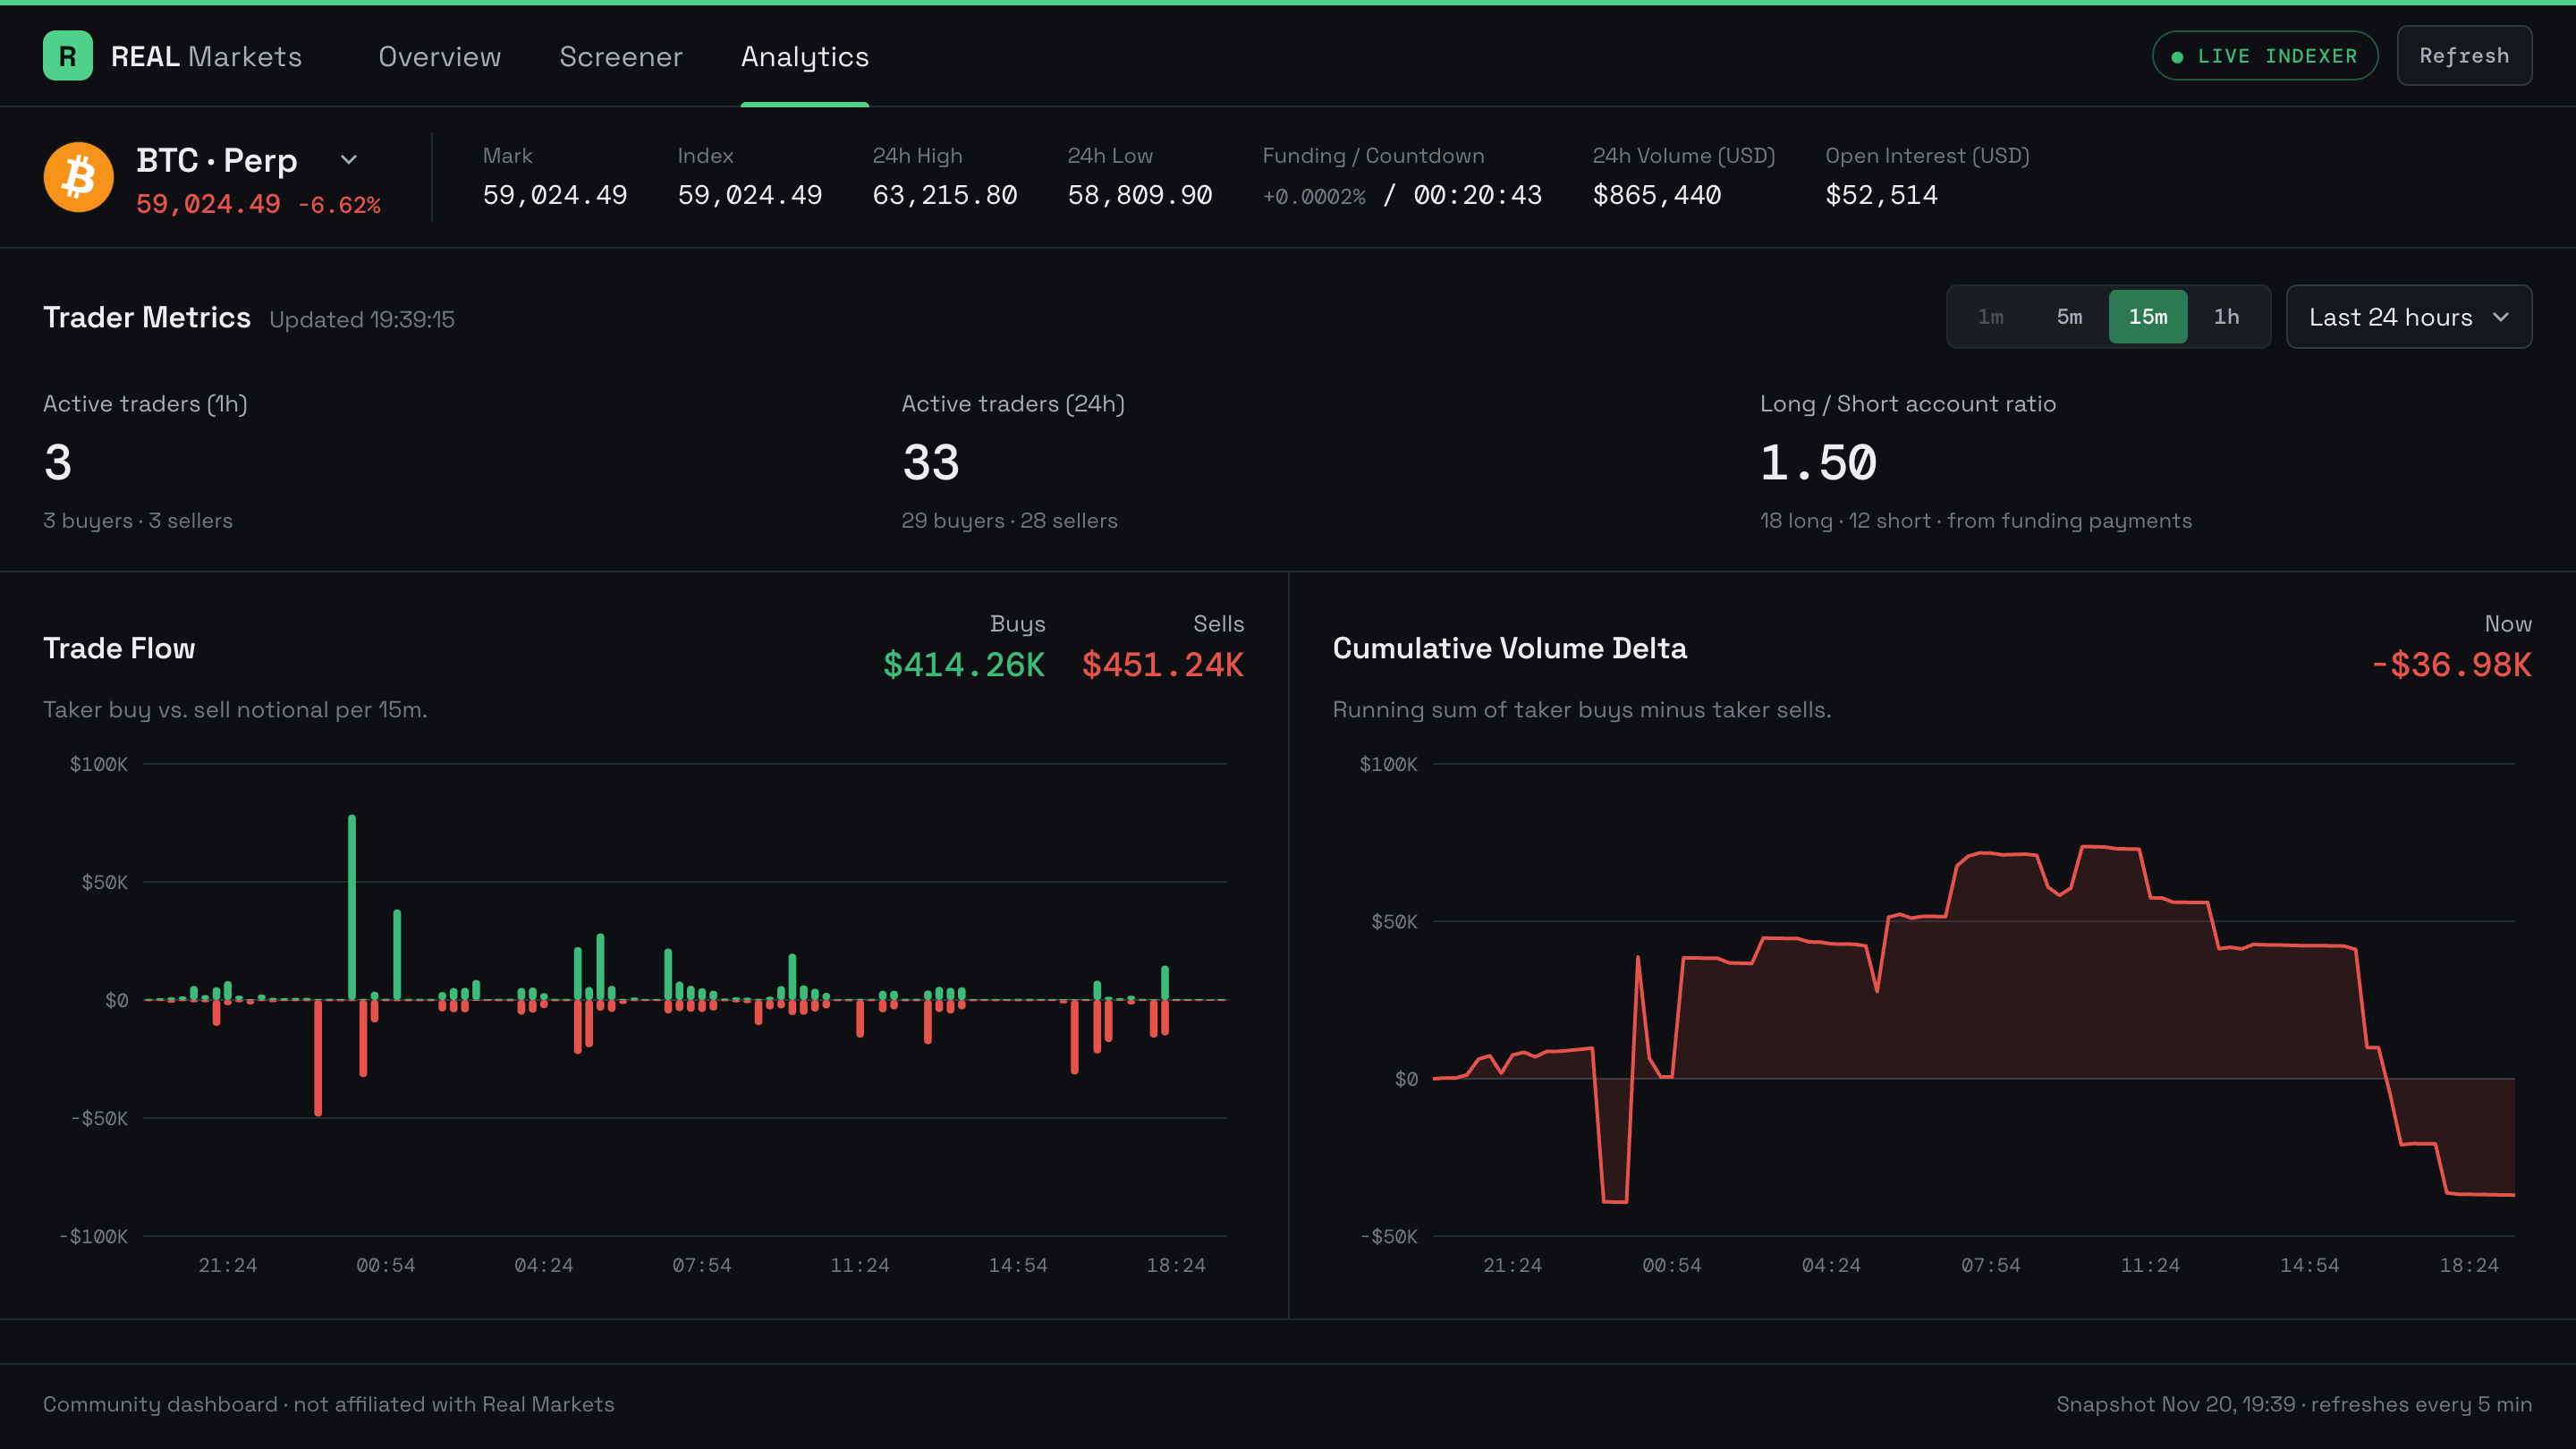 R REAL Markets Overview Screener Analytics LIVE INDEXER Refresh
BTC · Perp
59,024.49 -6.62%
Mark Index 24h High 24h Low Funding / Countdown 24h Volume (USD) Open Interest (USD)
59,024.49 59,024.49 63,215.80 58,809.90 +0.0002% / 00:20:43 $865,440 $52,514
Trader Metrics Updated 19:39:15 1m 5m 15m 1h Last 24 hours
Active traders (1h) Active traders (24h) Long / Short account ratio
3 33 1.50
3 buyers · 3 sellers 29 buyers · 28 sellers 18 long · 12 short · from funding payments
Trade Flow
Buys Sells
$414.26K $451.24K
Taker buy vs. sell notional per 15m.
$100K
$50K
$0
-$50K
-$100K
21:24 00:54 04:24 07:54 11:24 14:54 18:24
Cumulative Volume Delta
Now
-$36.98K
Running sum of taker buys minus taker sells.
$100K
$50K
$0
-$50K
21:24 00:54 04:24 07:54 11:24 14:54 18:24
Community dashboard · not affiliated with Real Markets
Snapshot Nov 20, 19:39 · refreshes every 5 min